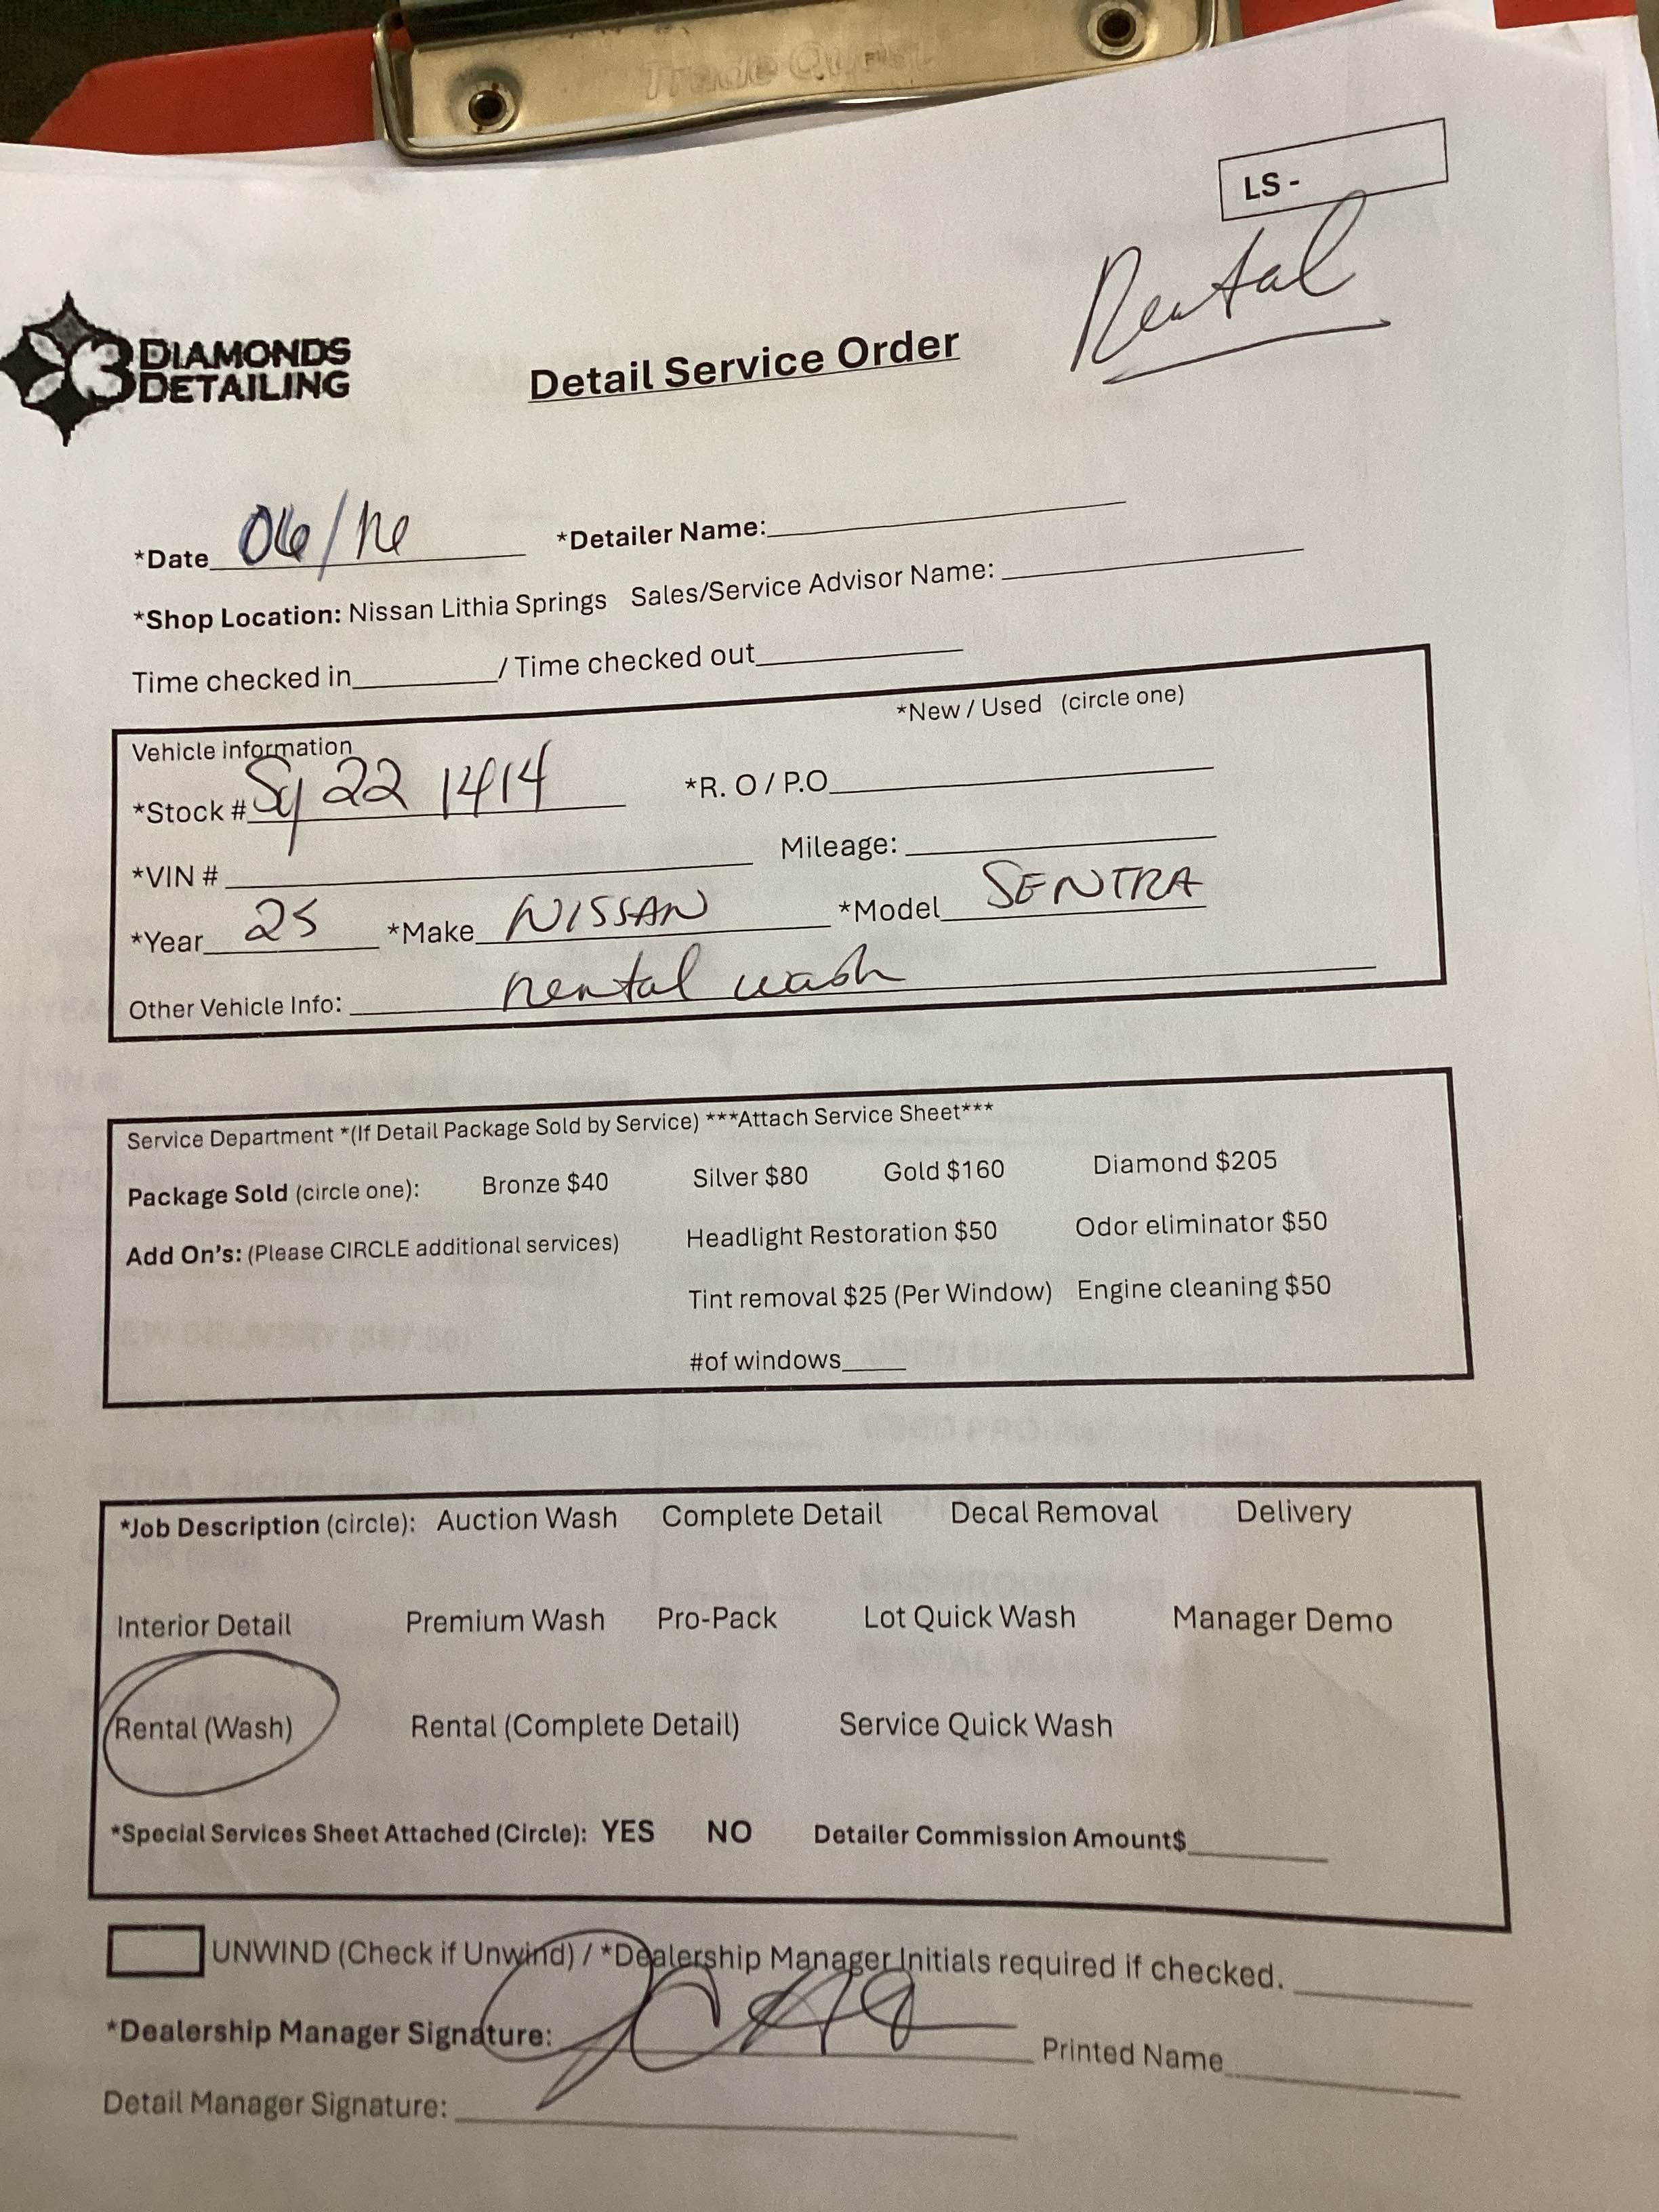 LS -
Rental
3 DIAMONDS
DETAILING
Detail Service Order
*Date 06/16 *Detailer Name:
*Shop Location: Nissan Lithia Springs Sales/Service Advisor Name:
Time checked in / Time checked out
*New / Used (circle one)
Vehicle information
*Stock # Sy 22 1414 *R. O / P.O
*VIN # Mileage:
*Year 25 *Make NISSAN *Model SENTRA
Other Vehicle Info: rental wash
Service Department *(If Detail Package Sold by Service) ***Attach Service Sheet***
Package Sold (circle one): Bronze $40 Silver $80 Gold $160 Diamond $205
Add On's: (Please CIRCLE additional services) Headlight Restoration $50 Odor eliminator $50
Tint removal $25 (Per Window) Engine cleaning $50
#of windows
*Job Description (circle): Auction Wash Complete Detail Decal Removal Delivery
Interior Detail Premium Wash Pro-Pack Lot Quick Wash Manager Demo
Rental (Wash) Rental (Complete Detail) Service Quick Wash
*Special Services Sheet Attached (Circle): YES NO Detailer Commission Amount$
UNWIND (Check if Unwind) / *Dealership Manager Initials required if checked.
*Dealership Manager Signature: Printed Name
Detail Manager Signature: